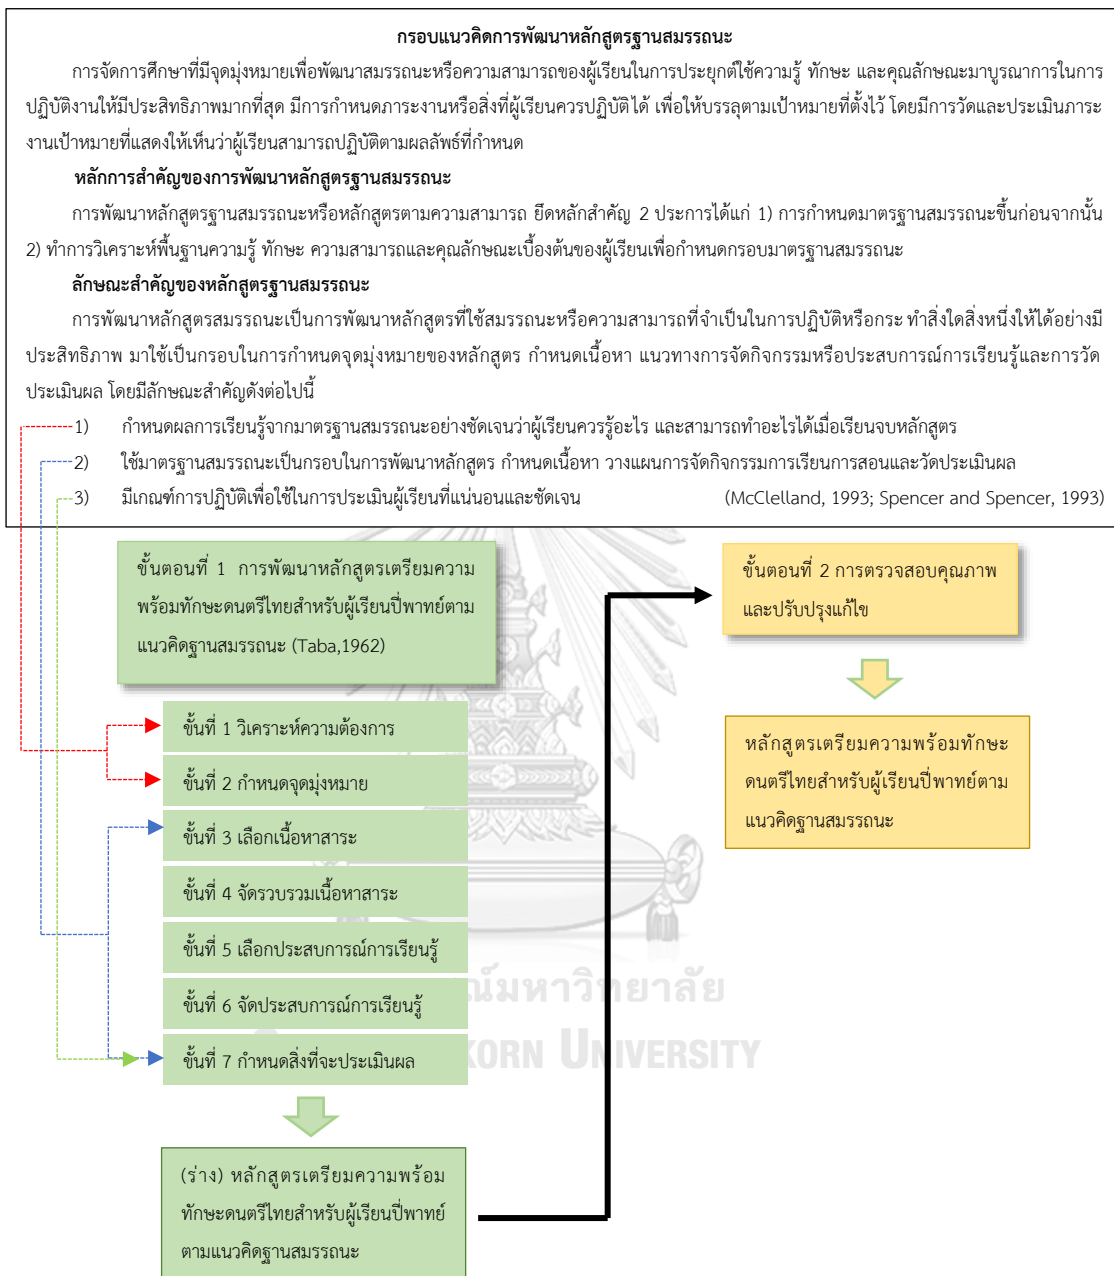 กรอบแนวคิดการพัฒนาหลักสูตรฐานสมรรถนะ
การจัดการศึกษาที่มีจุดมุ่งหมายเพื่อพัฒนาสมรรถนะหรือความสามารถของผู้เรียนในการประยุกต์ใช้ความรู้ ทักษะ และคุณลักษณะมาบูรณาการในการ
ปฏิบัติงานให้มีประสิทธิภาพมากที่สุด มีการกำหนดภาระงานหรือสิ่งที่ผู้เรียนควรปฏิบัติได้ เพื่อให้บรรลุตามเป้าหมายที่ตั้งไว้ โดยมีการวัดและประเมินภาระ
งานเป้าหมายที่แสดงให้เห็นว่าผู้เรียนสามารถปฏิบัติตามผลลัพธ์ที่กำหนด
หลักการสำคัญของการพัฒนาหลักสูตรฐานสมรรถนะ
การพัฒนาหลักสูตรฐานสมรรถนะหรือหลักสูตรตามความสามารถ ยึดหลักสำคัญ 2 ประการได้แก่ 1) การกำหนดมาตรฐานสมรรถนะขึ้นก่อนจากนั้น
2) ทำการวิเคราะห์พื้นฐานความรู้ ทักษะ ความสามารถและคุณลักษณะเบื้องต้นของผู้เรียนเพื่อกำหนดกรอบมาตรฐานสมรรถนะ
ลักษณะสำคัญของหลักสูตรฐานสมรรถนะ
การพัฒนาหลักสูตรสมรรถนะเป็นการพัฒนาหลักสูตรที่ใช้สมรรถนะหรือความสามารถที่จำเป็นในการปฏิบัติหรือกระทำสิ่งใดสิ่งหนึ่งให้ได้อย่างมี
ประสิทธิภาพ มาใช้เป็นกรอบในการกำหนดจุดมุ่งหมายของหลักสูตร กำหนดเนื้อหา แนวทางการจัดกิจกรรมหรือประสบการณ์การเรียนรู้และการวัด
ประเมินผล โดยมีลักษณะสำคัญดังต่อไปนี้
1) กำหนดผลการเรียนรู้จากมาตรฐานสมรรถนะอย่างชัดเจนว่าผู้เรียนควรรู้อะไร และสามารถทำอะไรได้เมื่อเรียนจบหลักสูตร
2) ใช้มาตรฐานสมรรถนะเป็นกรอบในการพัฒนาหลักสูตร กำหนดเนื้อหา วางแผนการจัดกิจกรรมการเรียนการสอนและวัดประเมินผล
3) มีเกณฑ์การปฏิบัติเพื่อใช้ในการประเมินผู้เรียนที่แน่นอนและชัดเจน (McClelland, 1993; Spencer and Spencer, 1993)
ขั้นตอนที่ 1 การพัฒนาหลักสูตรเตรียมความ
พร้อมทักษะดนตรีไทยสำหรับผู้เรียนปี่พาทย์ตาม
แนวคิดฐานสมรรถนะ (Taba,1962)
ขั้นที่ 1 วิเคราะห์ความต้องการ
ขั้นที่ 2 กำหนดจุดมุ่งหมาย
ขั้นที่ 3 เลือกเนื้อหาสาระ
ขั้นที่ 4 จัดรวบรวมเนื้อหาสาระ
ขั้นที่ 5 เลือกประสบการณ์การเรียนรู้
ขั้นที่ 6 จัดประสบการณ์การเรียนรู้
ขั้นที่ 7 กำหนดสิ่งที่จะประเมินผล
(ร่าง) หลักสูตรเตรียมความพร้อม
ทักษะดนตรีไทยสำหรับผู้เรียนปี่พาทย์
ตามแนวคิดฐานสมรรถนะ
ขั้นตอนที่ 2 การตรวจสอบคุณภาพ
และปรับปรุงแก้ไข
หลักสูตรเตรียมความพร้อมทักษะ
ดนตรีไทยสำหรับผู้เรียนปี่พาทย์ตาม
แนวคิดฐานสมรรถนะ
มหาวิทยาลัย
UNIVERSITY